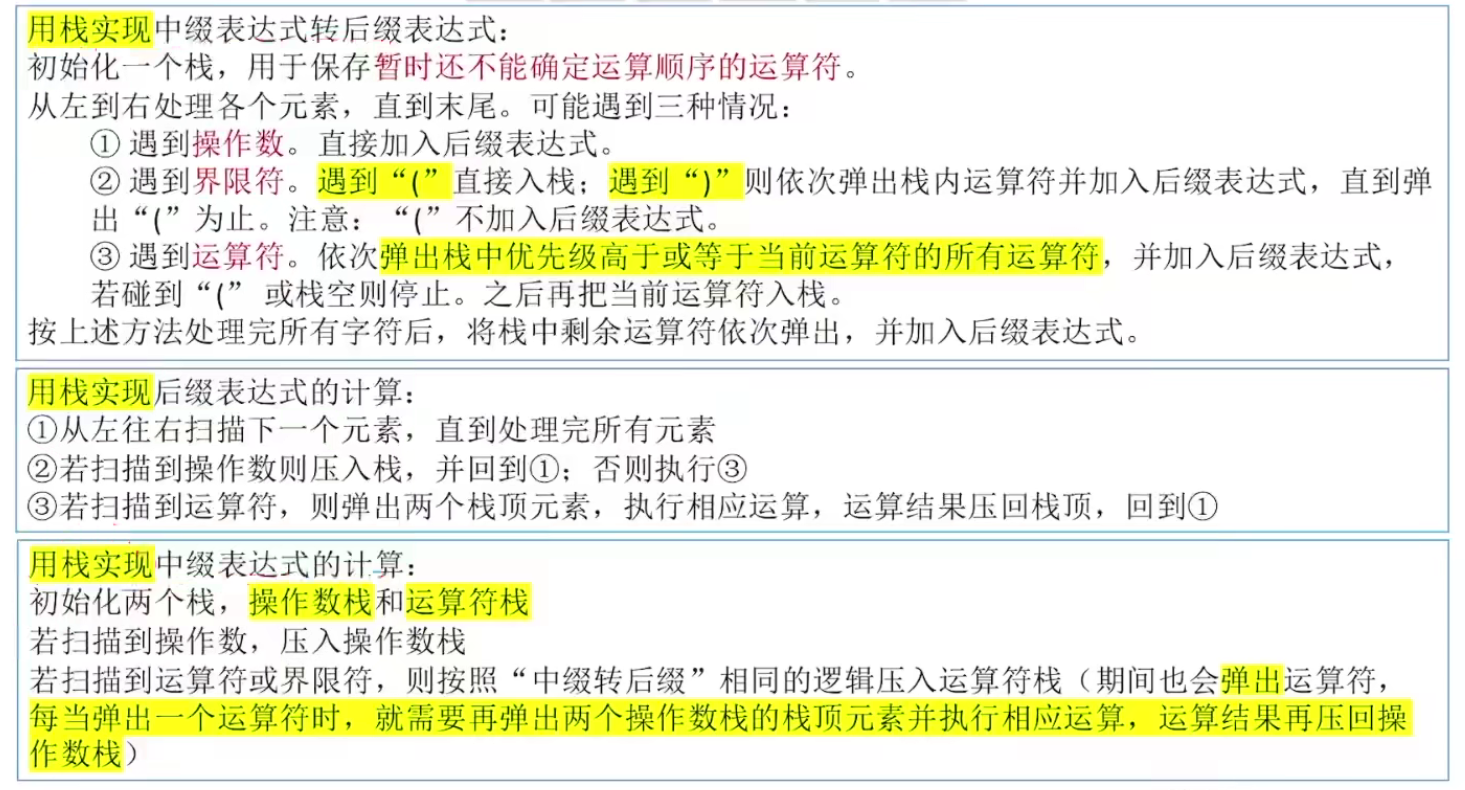 用栈实现中缀表达式转后缀表达式：
初始化一个栈，用于保存暂时还不能确定运算顺序的运算符。
从左到右处理各个元素，直到末尾。可能遇到三种情况：
① 遇到操作数。直接加入后缀表达式。
② 遇到界限符。遇到“(”直接入栈；遇到“)”则依次弹出栈内运算符并加入后缀表达式，直到弹
出“(”为止。注意：“(”不加入后缀表达式。
③ 遇到运算符。依次弹出栈中优先级高于或等于当前运算符的所有运算符，并加入后缀表达式，
若碰到“(” 或栈空则停止。之后再把当前运算符入栈。
按上述方法处理完所有字符后，将栈中剩余运算符依次弹出，并加入后缀表达式。
用栈实现后缀表达式的计算：
①从左往右扫描下一个元素，直到处理完所有元素
②若扫描到操作数则压入栈，并回到①；否则执行③
③若扫描到运算符，则弹出两个栈顶元素，执行相应运算，运算结果压回栈顶，回到①
用栈实现中缀表达式的计算：
初始化两个栈，操作数栈和运算符栈
若扫描到操作数，压入操作数栈
若扫描到运算符或界限符，则按照“中缀转后缀”相同的逻辑压入运算符栈（期间也会弹出运算符，
每当弹出一个运算符时，就需要再弹出两个操作数栈的栈顶元素并执行相应运算，运算结果再压回操
作数栈）